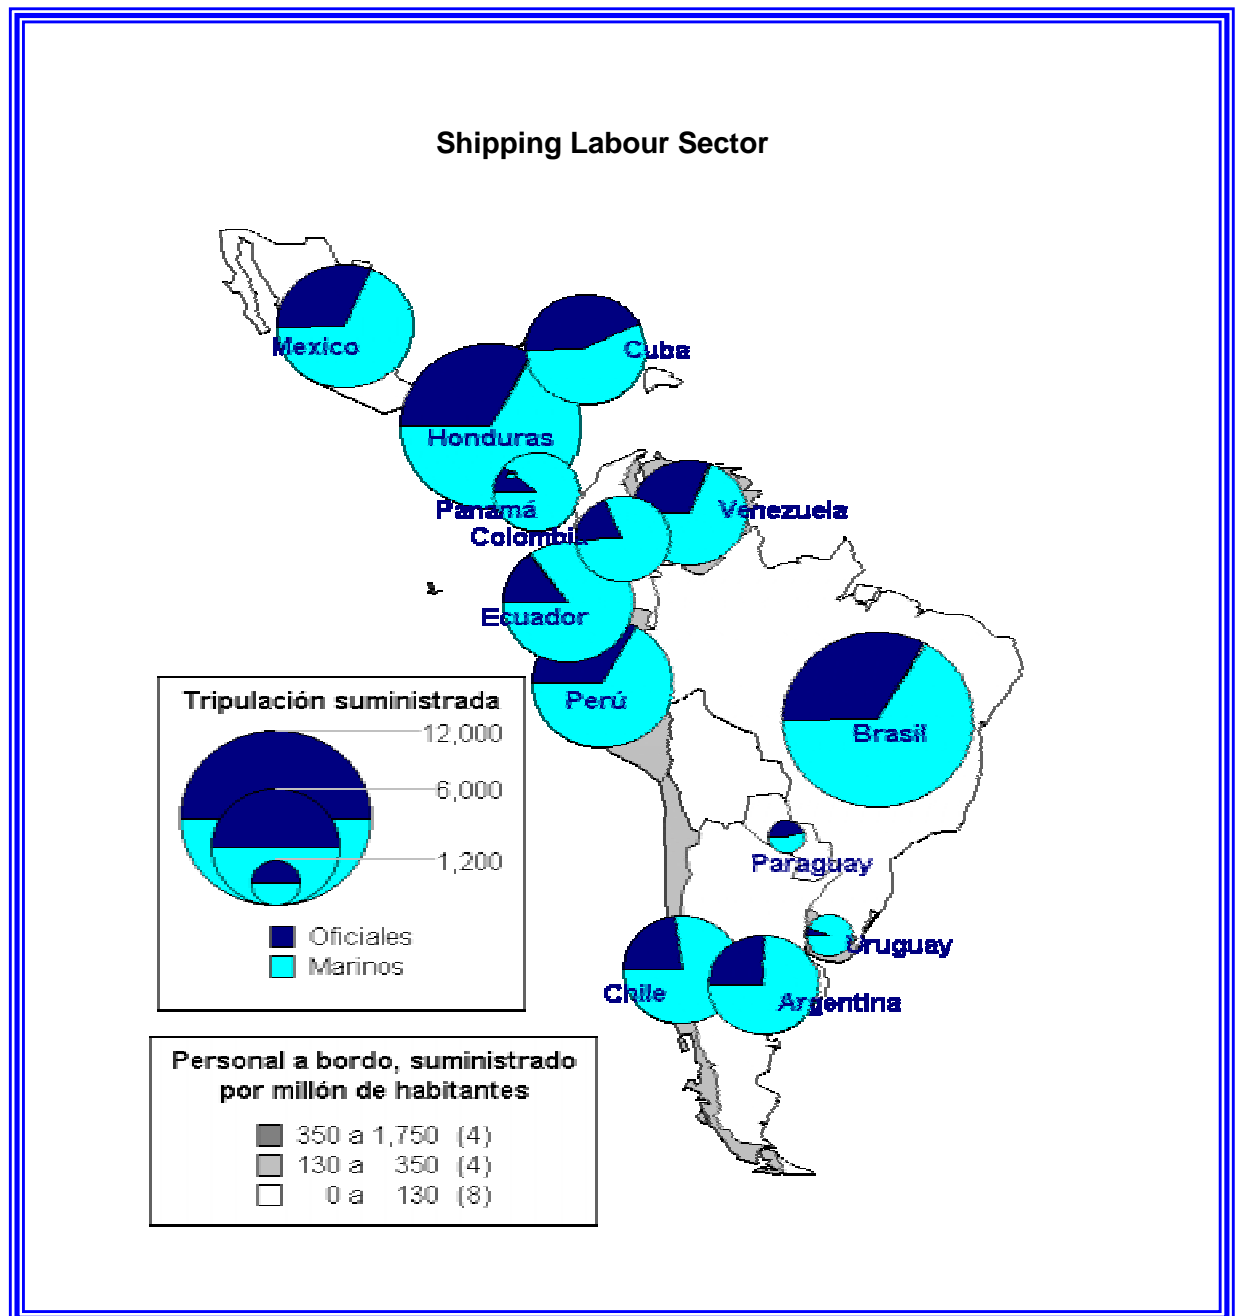 Shipping Labour Sector
Mexico
Cuba
Honduras
Panamá
Venezuela
Colombia
Ecuador
Perú
Brasil
Paraguay
Uruguay
Chile
Argentina
Tripulación suministrada
12,000
6,000
1,200
Oficiales
Marinos
Personal a bordo, suministrado
por millón de habitantes
350 a 1,750 (4)
130 a 350 (4)
0 a 130 (8)